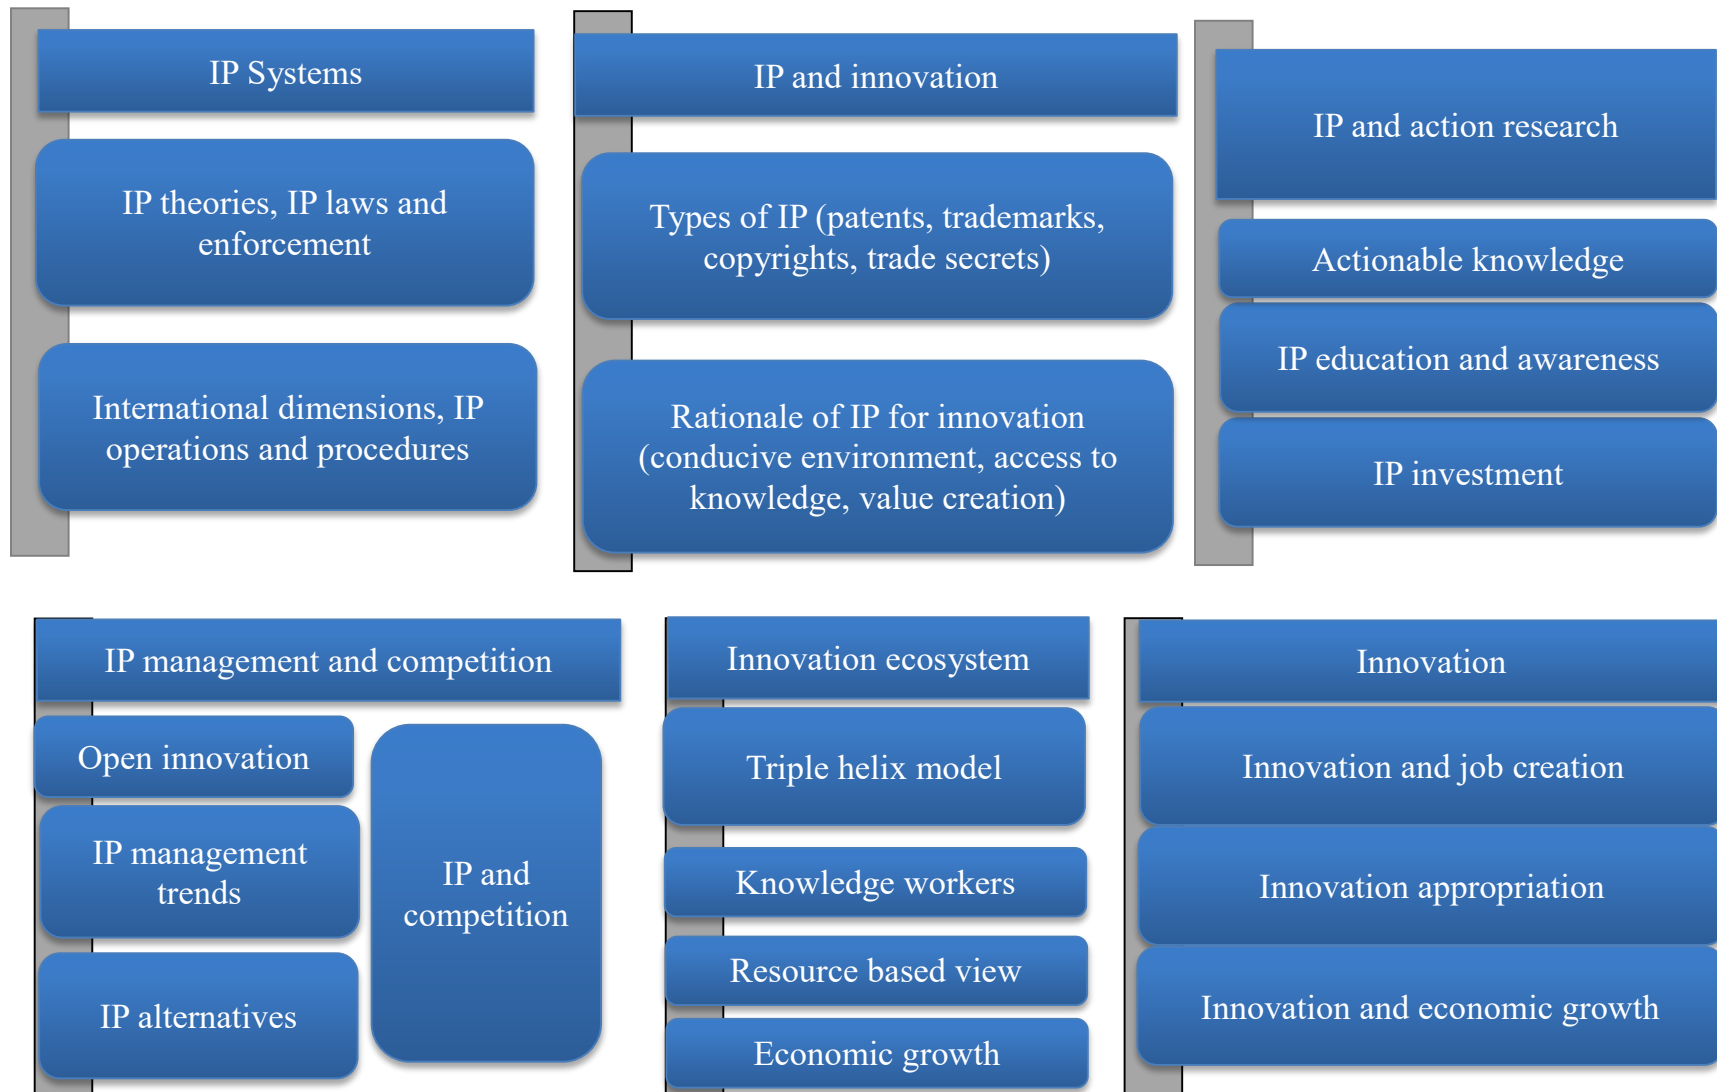 IP Systems
IP theories, IP laws and
enforcement
International dimensions, IP
operations and procedures
IP and innovation
Types of IP (patents, trademarks,
copyrights, trade secrets)
Rationale of IP for innovation
(conducive environment, access to
knowledge, value creation)
IP and action research
Actionable knowledge
IP education and awareness
IP investment
IP management and competition
Open innovation
IP management
trends
IP alternatives
IP and
competition
Innovation ecosystem
Triple helix model
Knowledge workers
Resource based view
Economic growth
Innovation
Innovation and job creation
Innovation appropriation
Innovation and economic growth